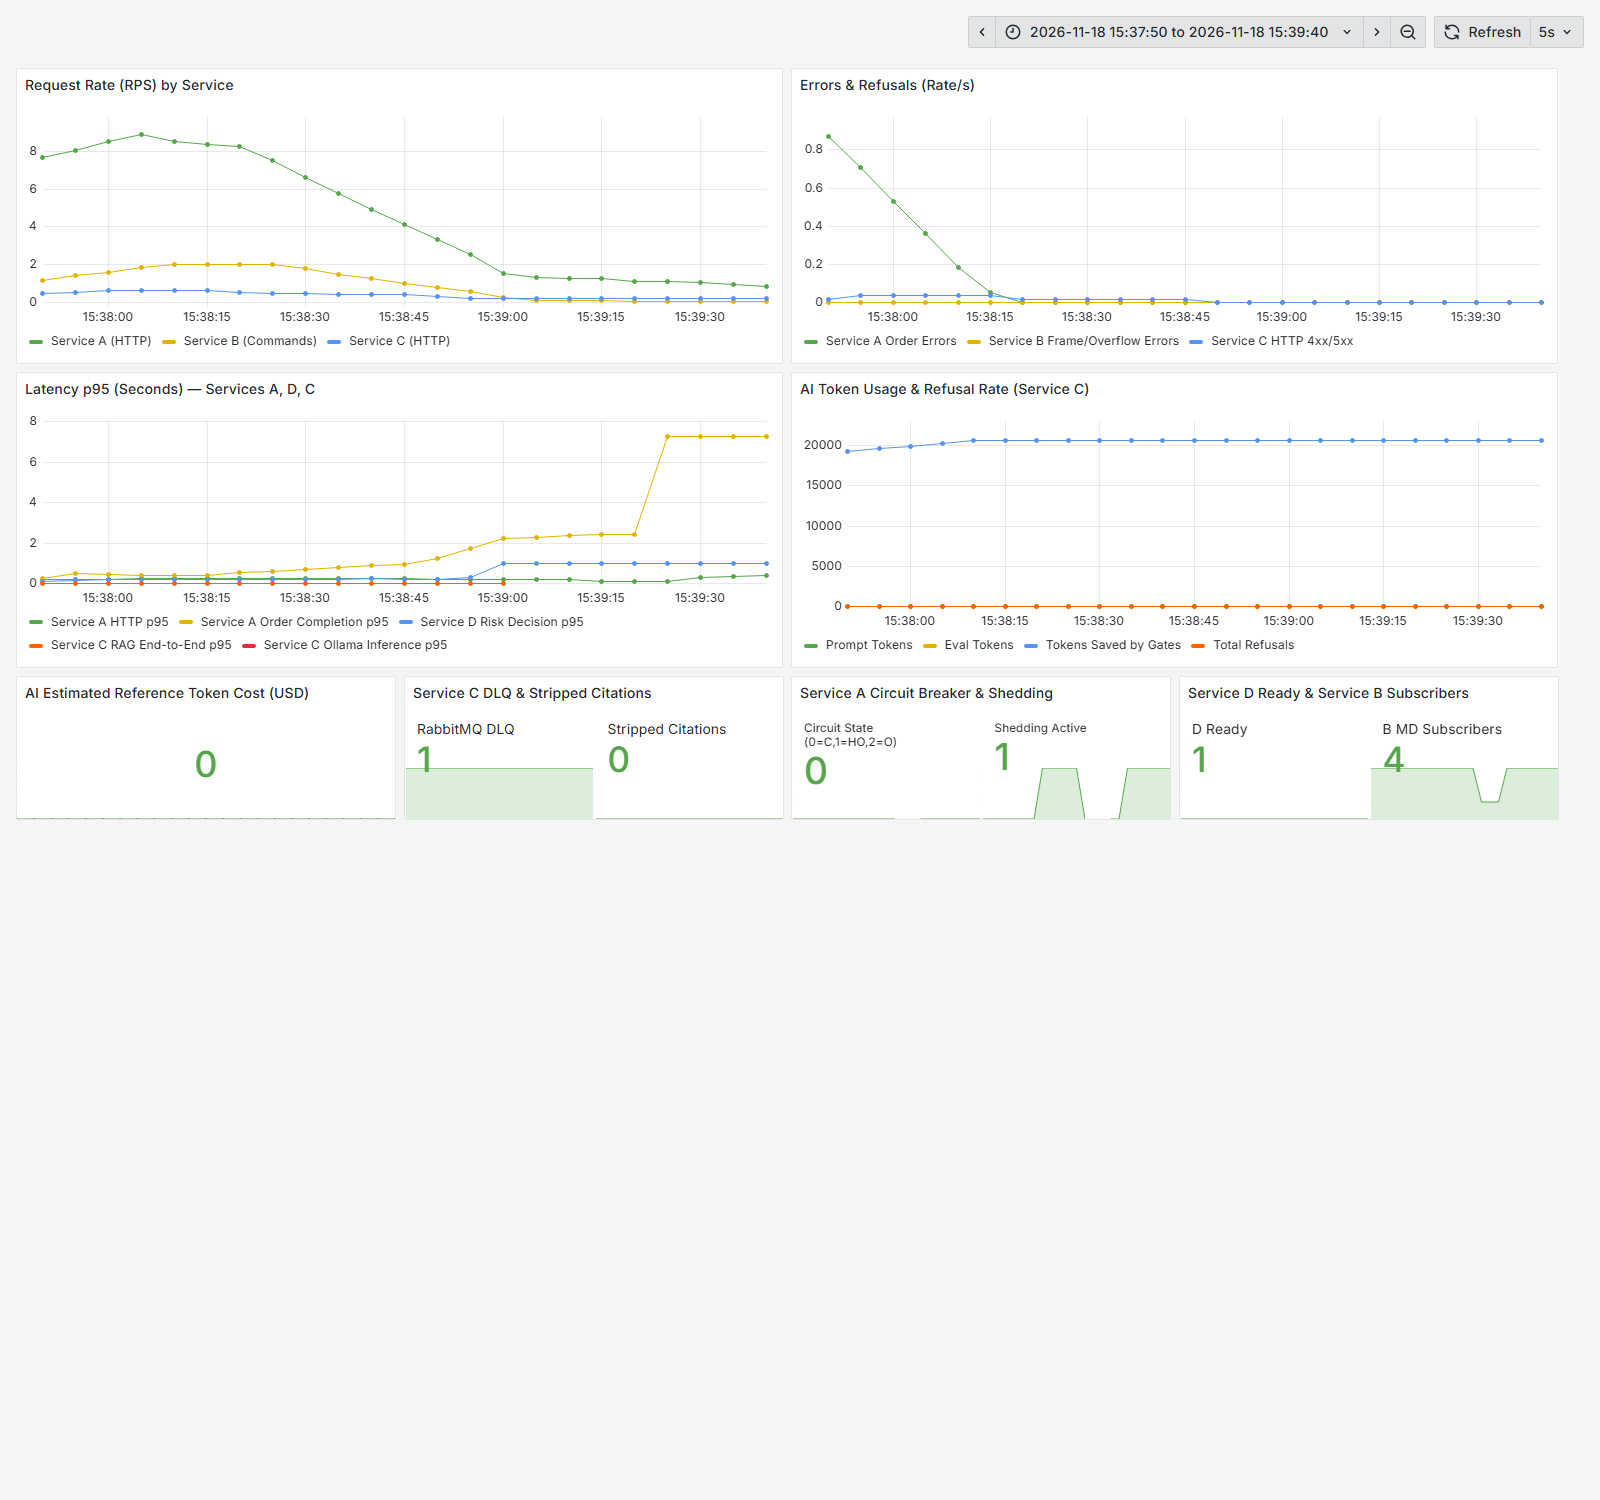 2026-11-18 15:37:50 to 2026-11-18 15:39:40
Refresh
5s
Request Rate (RPS) by Service
8
6
4
2
0
15:38:00 15:38:15 15:38:30 15:38:45 15:39:00 15:39:15 15:39:30
Service A (HTTP) Service B (Commands) Service C (HTTP)
Errors & Refusals (Rate/s)
0.8
0.6
0.4
0.2
0
15:38:00 15:38:15 15:38:30 15:38:45 15:39:00 15:39:15 15:39:30
Service A Order Errors Service B Frame/Overflow Errors Service C HTTP 4xx/5xx
Latency p95 (Seconds) — Services A, D, C
8
6
4
2
0
15:38:00 15:38:15 15:38:30 15:38:45 15:39:00 15:39:15 15:39:30
Service A HTTP p95 Service A Order Completion p95 Service D Risk Decision p95
Service C RAG End-to-End p95 Service C Ollama Inference p95
AI Token Usage & Refusal Rate (Service C)
20000
15000
10000
5000
0
15:38:00 15:38:15 15:38:30 15:38:45 15:39:00 15:39:15 15:39:30
Prompt Tokens Eval Tokens Tokens Saved by Gates Total Refusals
AI Estimated Reference Token Cost (USD)
0
Service C DLQ & Stripped Citations
RabbitMQ DLQ
1
Stripped Citations
0
Service A Circuit Breaker & Shedding
Circuit State
(0=C,1=HO,2=O)
0
Shedding Active
1
Service D Ready & Service B Subscribers
D Ready
1
B MD Subscribers
4